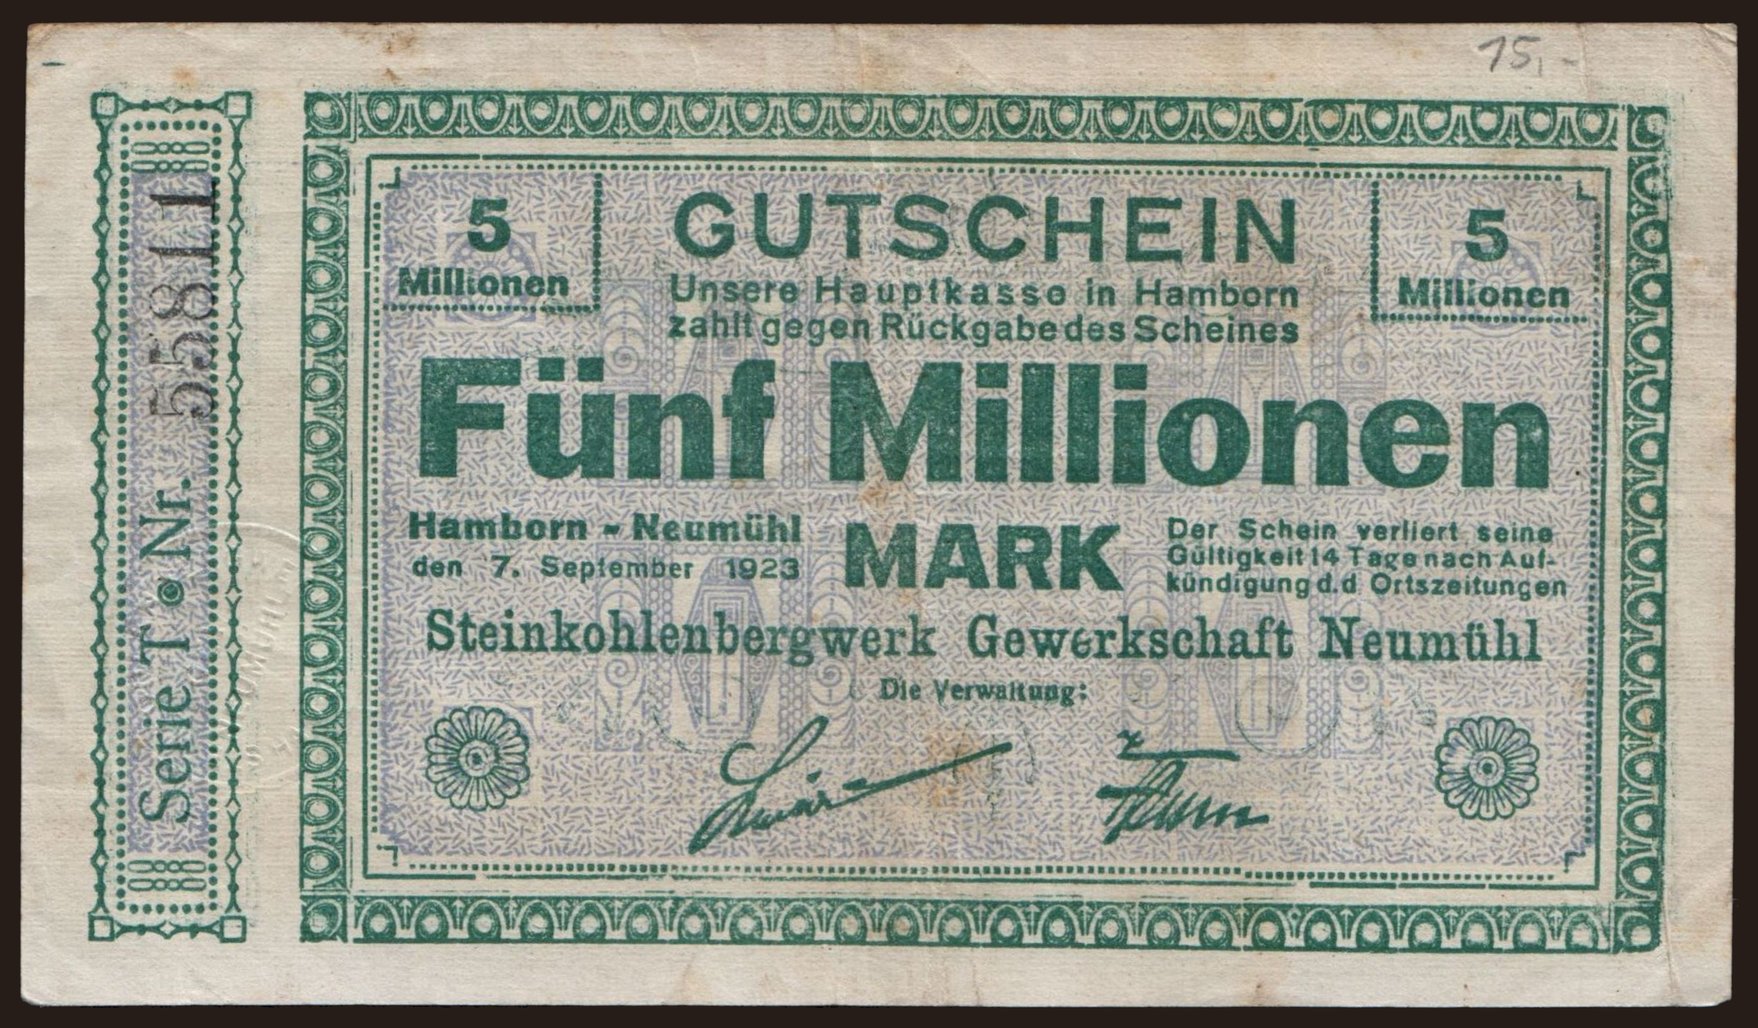 15,-
Serie T • Nr. 55811
5
Millionen
GUTSCHEIN
Unsere Hauptkasse in Hamborn
zahlt gegen Rückgabe des Scheines
5
Millionen
Fünf Millionen
MARK
Hamborn - Neumühl
den 7. September 1923
Der Schein verliert seine
Gültigkeit 14 Tage nach Auf-
kündigung d. d Ortszeitungen
Steinkohlenbergwerk Gewerkschaft Neumühl
Die Verwaltung: